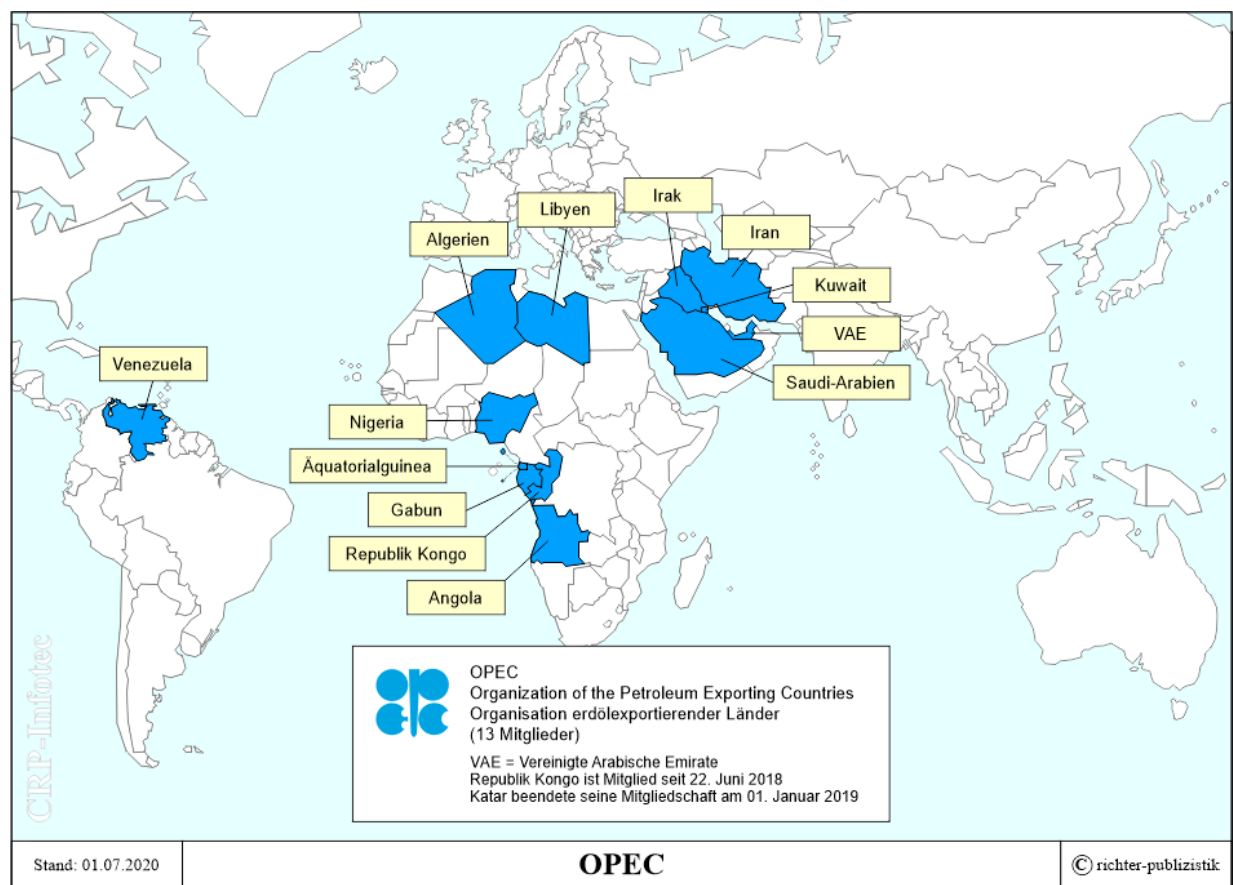 Libyen
Irak
Algerien
Iran
Kuwait
VAE
Venezuela
Saudi-Arabien
Nigeria
Äquatorialguinea
Gabun
Republik Kongo
Angola
OPEC
Organization of the Petroleum Exporting Countries
Organisation erdölexportierender Länder
(13 Mitglieder)
VAE = Vereinigte Arabische Emirate
Republik Kongo ist Mitglied seit 22. Juni 2018
Katar beendete seine Mitgliedschaft am 01. Januar 2019
CRP-Infotec
Stand: 01.07.2020
OPEC
© richter-publizistik